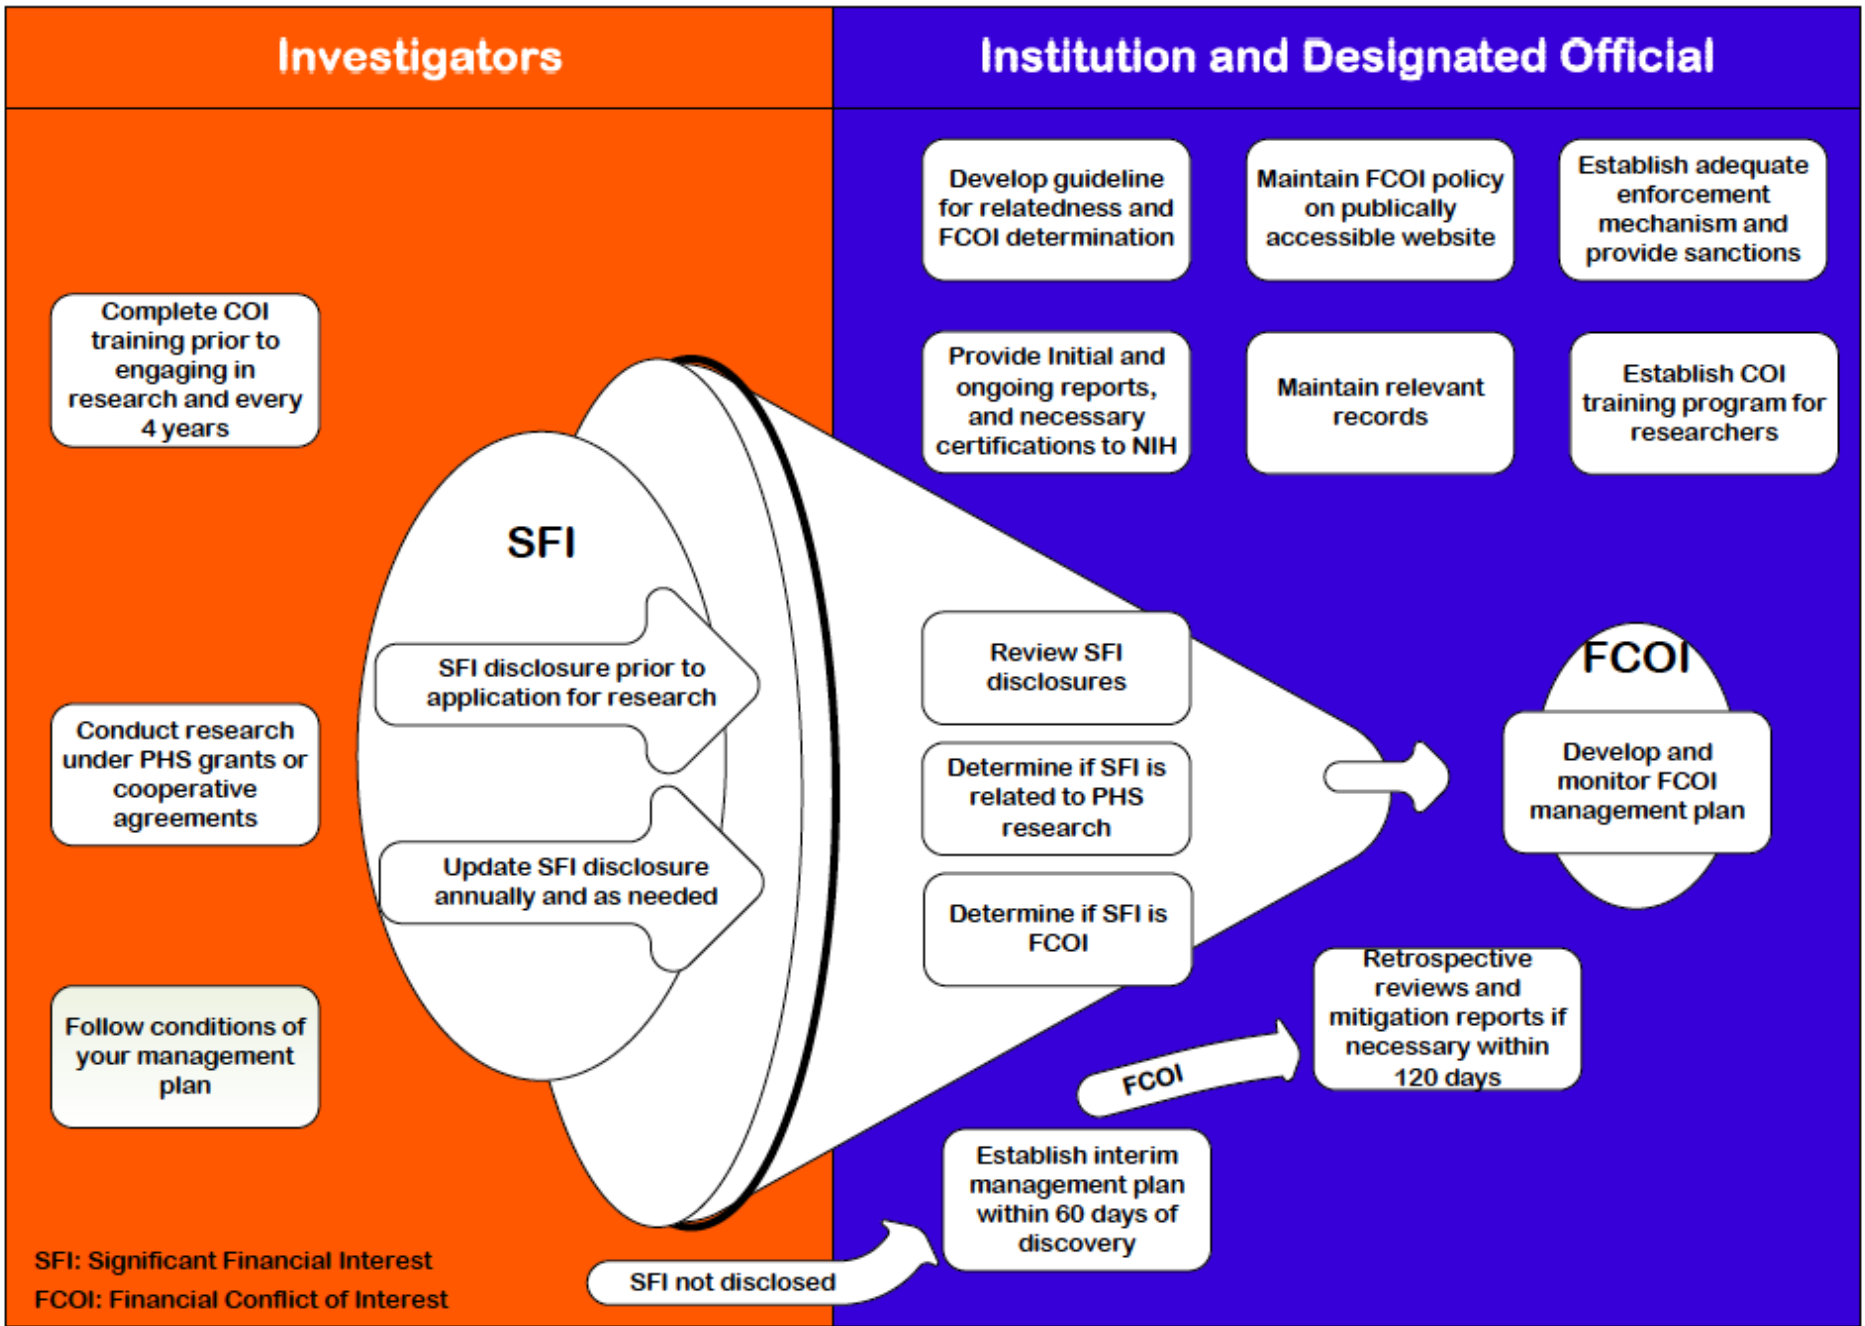 Investigators
Institution and Designated Official
Complete COI
training prior to
engaging in
research and every
4 years
Conduct research
under PHS grants or
cooperative
agreements
Follow conditions of
your management
plan
SFI
SFI disclosure prior to
application for research
Update SFI disclosure
annually and as needed
SFI: Significant Financial Interest
FCOI: Financial Conflict of Interest
SFI not disclosed
Develop guideline
for relatedness and
FCOI determination
Maintain FCOI policy
on publically
accessible website
Establish adequate
enforcement
mechanism and
provide sanctions
Provide Initial and
ongoing reports,
and necessary
certifications to NIH
Maintain relevant
records
Establish COI
training program for
researchers
Review SFI
disclosures
Determine if SFI is
related to PHS
research
Determine if SFI is
FCOI
FCOI
Develop and
monitor FCOI
management plan
Establish interim
management plan
within 60 days of
discovery
FCOI
Retrospective
reviews and
mitigation reports if
necessary within
120 days